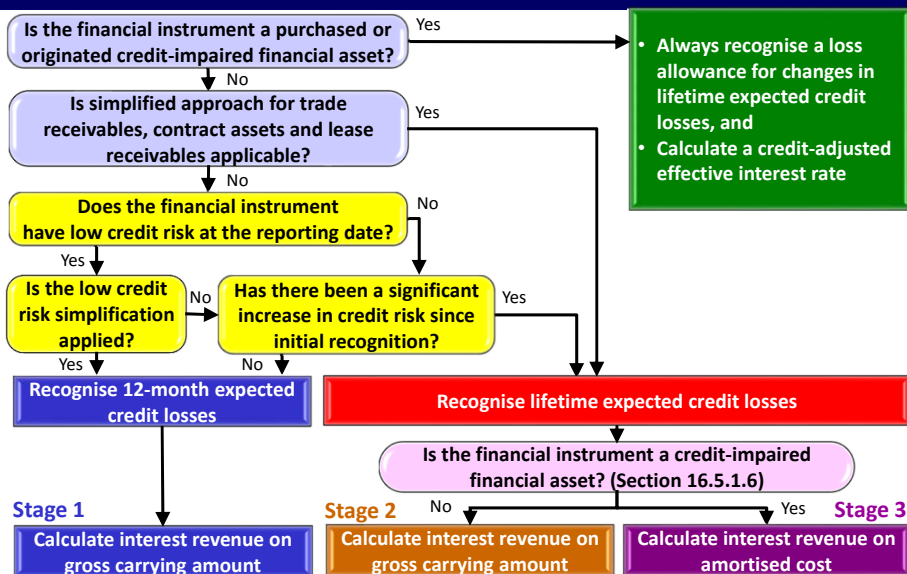 Is the financial instrument a purchased or
originated credit-impaired financial asset?
Yes
• Always recognise a loss
allowance for changes in
lifetime expected credit
losses, and
• Calculate a credit-adjusted
effective interest rate
No
Is simplified approach for trade
receivables, contract assets and lease
receivables applicable?
Yes
No
Does the financial instrument
have low credit risk at the reporting date?
No
Yes
Is the low credit
risk simplification
applied?
No
Has there been a significant
increase in credit risk since
initial recognition?
Yes
Yes
No
Recognise 12-month expected
credit losses
Recognise lifetime expected credit losses
Is the financial instrument a credit-impaired
financial asset? (Section 16.5.1.6)
Stage 1
Stage 2
No
Yes
Stage 3
Calculate interest revenue on
gross carrying amount
Calculate interest revenue on
gross carrying amount
Calculate interest revenue on
amortised cost